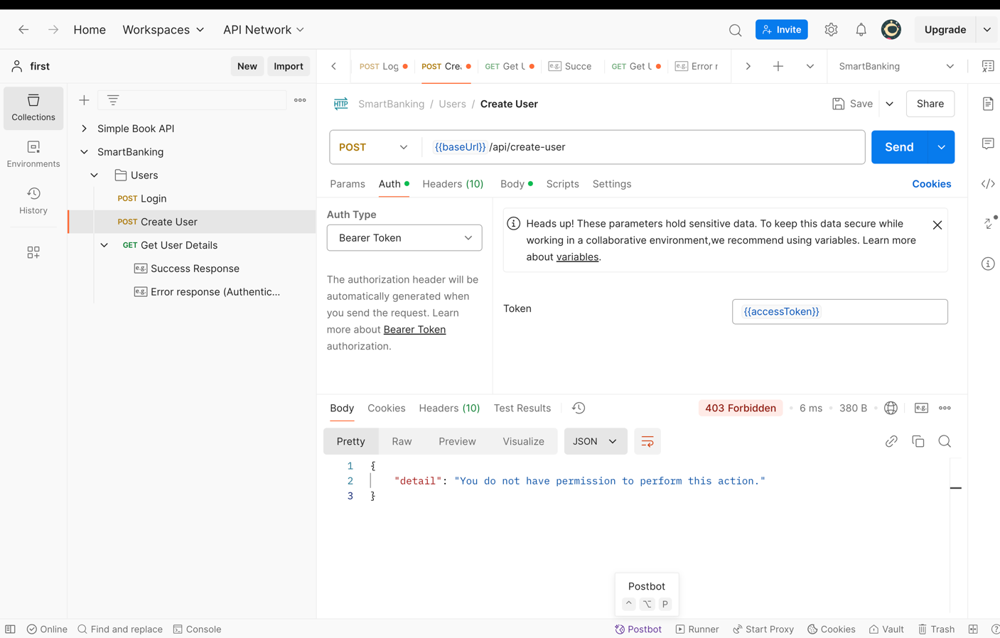 Home Workspaces API Network Invite Upgrade
first New Import
POST Log POST Crea GET Get U e.g. Succe GET Get U e.g. Error r SmartBanking
Collections
Environments
History
Simple Book API
SmartBanking
Users
POST Login
POST Create User
GET Get User Details
e.g. Success Response
e.g. Error response (Authentic...
HTTP SmartBanking / Users / Create User Save Share
POST {{baseUrl}} /api/create-user Send
Params Auth Headers (10) Body Scripts Settings Cookies
Auth Type
Bearer Token
The authorization header will be
automatically generated when
you send the request. Learn
more about Bearer Token
authorization.
Heads up! These parameters hold sensitive data. To keep this data secure while
working in a collaborative environment,we recommend using variables. Learn more
about variables.
Token {{accessToken}}
Body Cookies Headers (10) Test Results 403 Forbidden 6 ms 380 B e.g.
Pretty Raw Preview Visualize JSON
1 {
2 "detail": "You do not have permission to perform this action."
3 }
Postbot
^ ⌥ P
Online Find and replace Console Postbot Runner Start Proxy Cookies Vault Trash